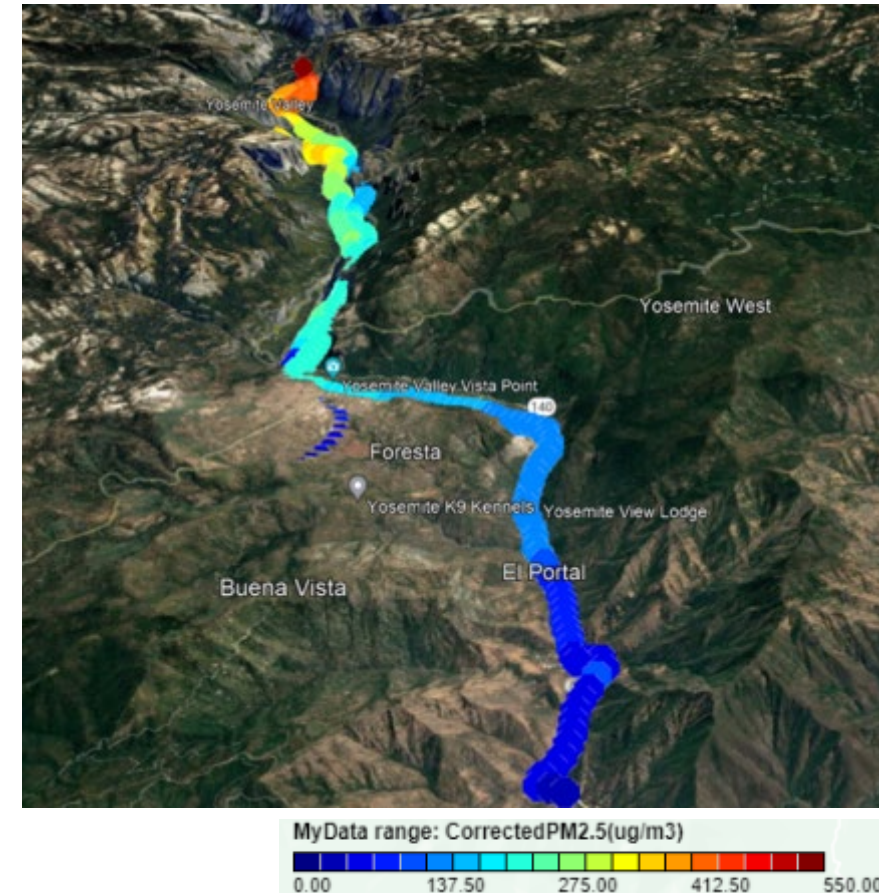 Yosemite Valley
Yosemite West
Yosemite Valley Vista Point
140
Foresta
Yosemite K9 Kennels
Yosemite View Lodge
El Portal
Buena Vista
MyData range: CorrectedPM2.5(ug/m3)
0.00 137.50 275.00 412.50 550.00